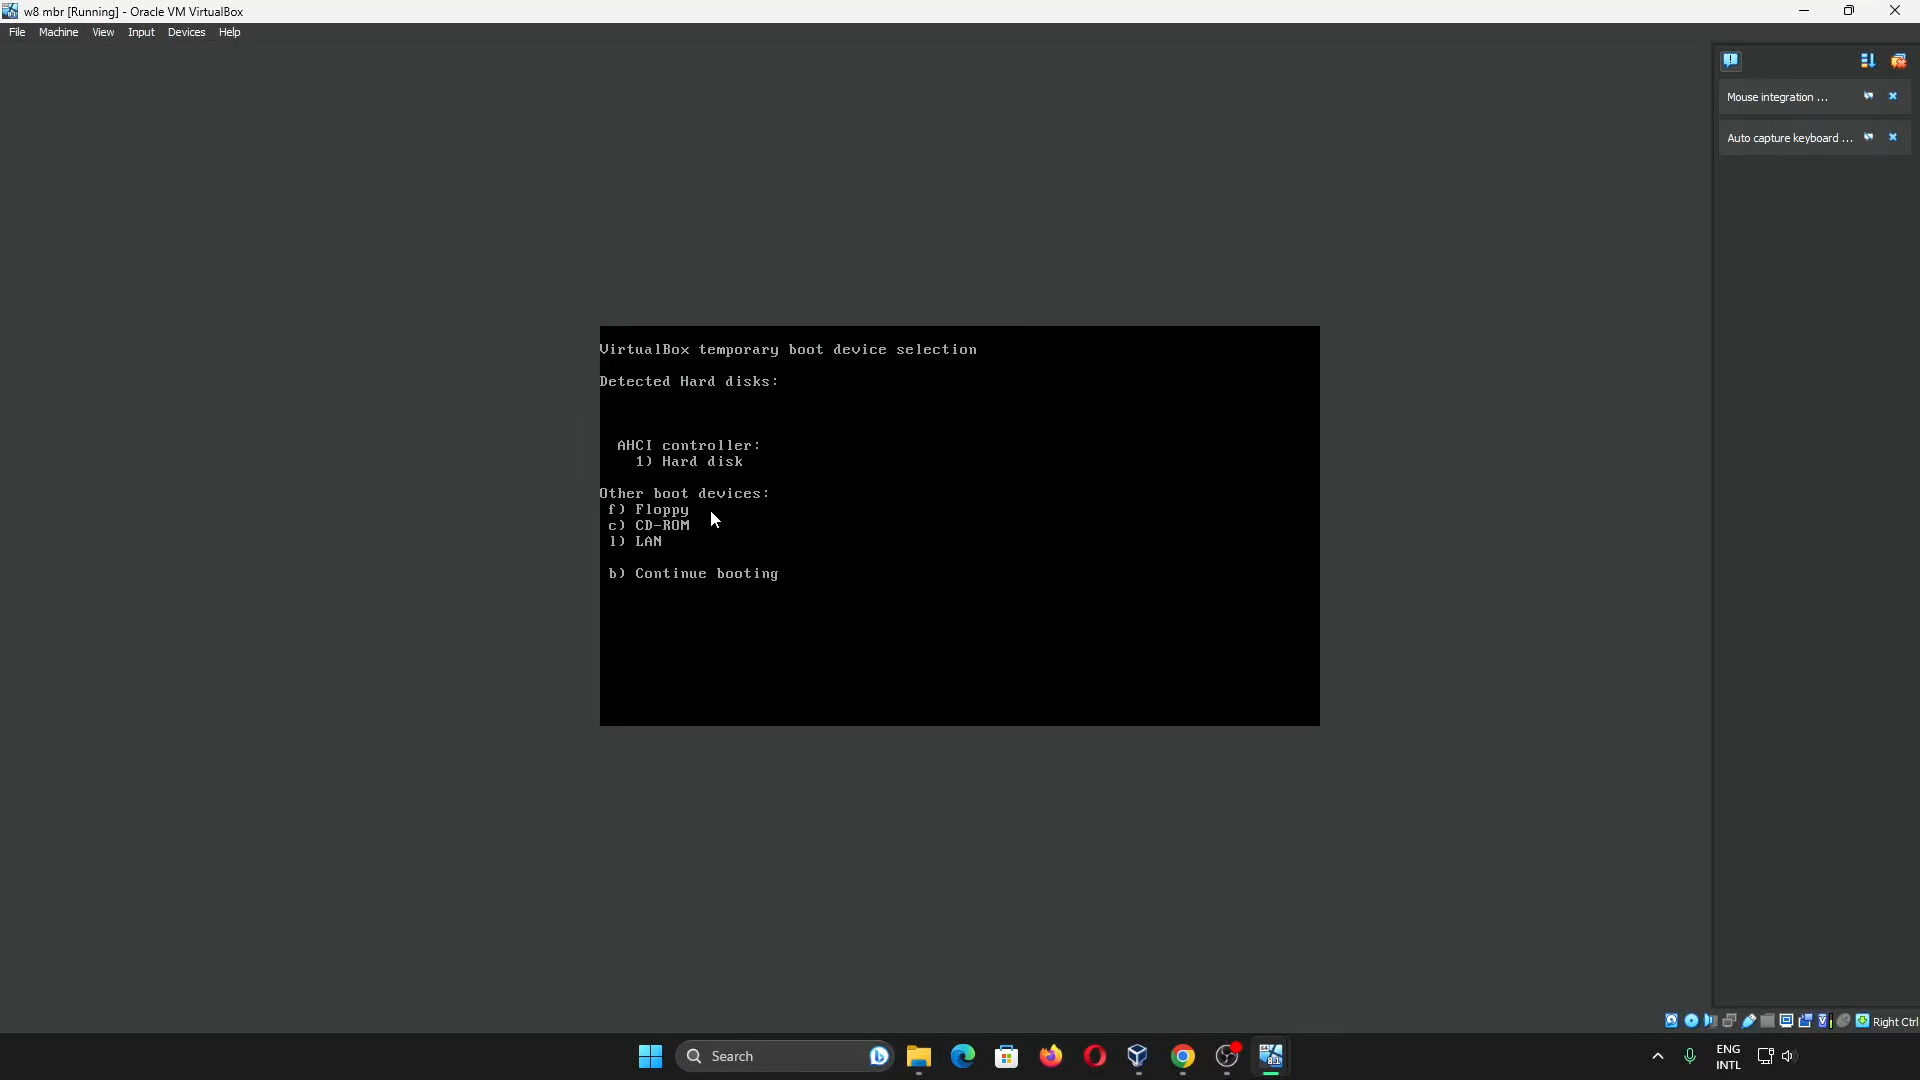 w8 mbr [Running] - Oracle VM VirtualBox
File Machine View Input Devices Help
Mouse integration ...
Auto capture keyboard ...
VirtualBox temporary boot device selection
Detected Hard disks:
AHCI controller:
1) Hard disk
Other boot devices:
f) Floppy
c) CD-ROM
l) LAN
b) Continue booting
Right Ctrl
Search
ENG
INTL